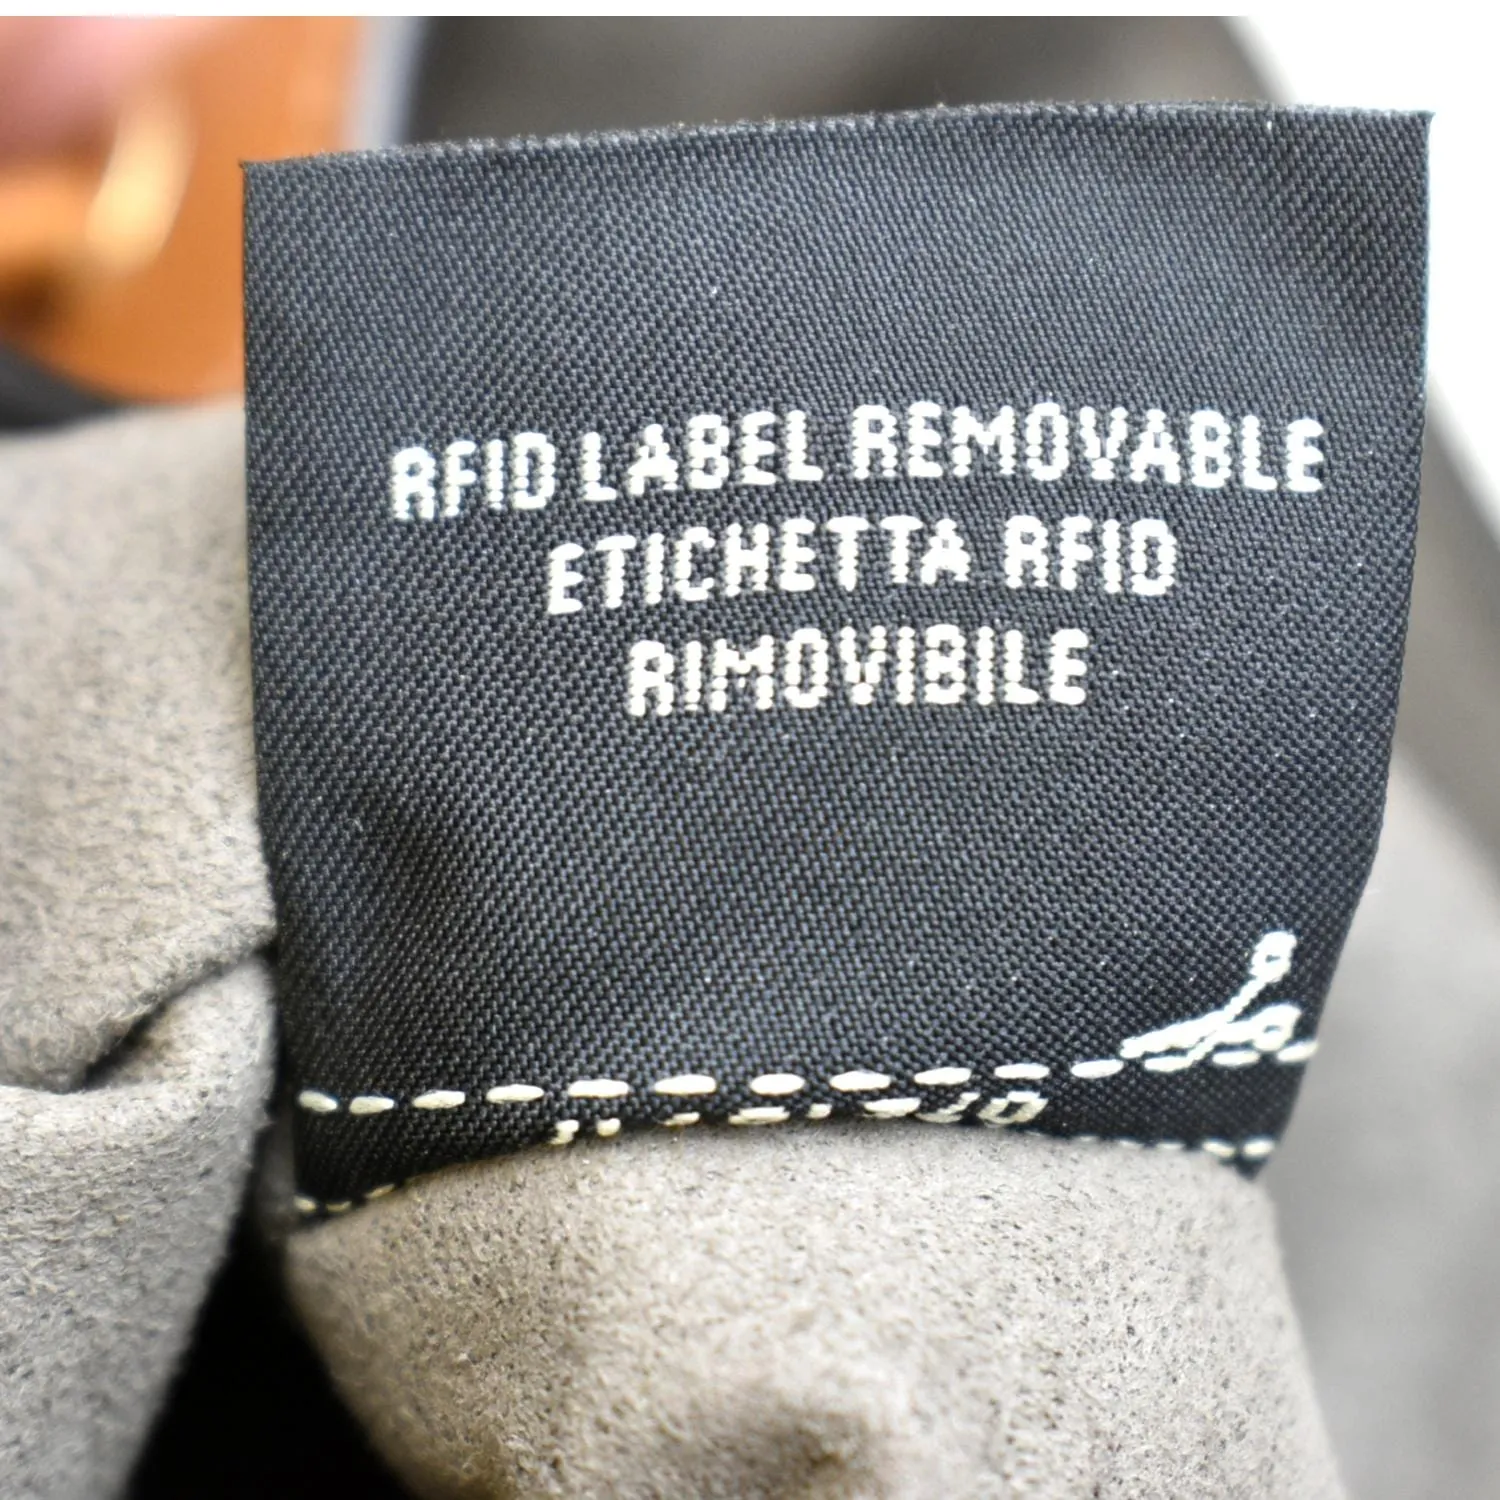 RFID LABEL REMOVABLE
ETICHETTA RFID
RIMOVIBILE